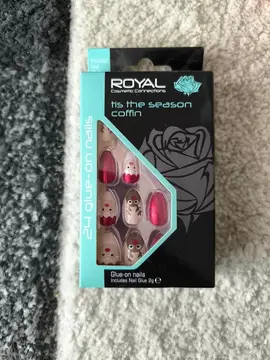 ROYAL
Cosmetic Connections
tis the season
coffin
24 glue-on nails
Glue-on nails
Includes Nail Glue 2g